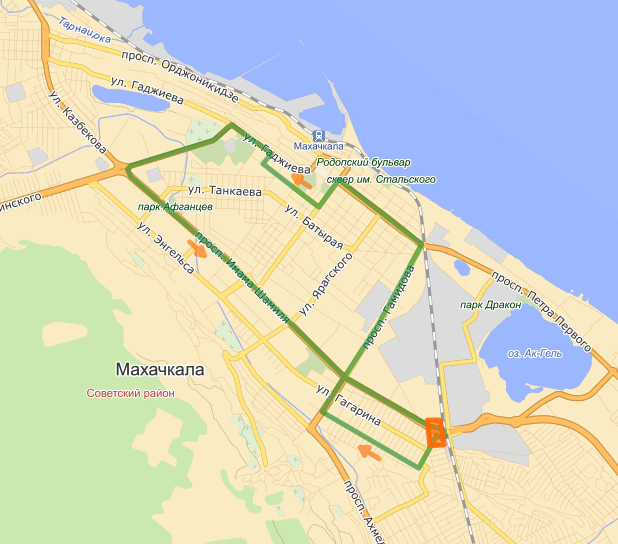 Тарнаирка
просп. Орджоникидзе
ул. Гаджиева
ул. Казбекова
Махачкала
ул. Гаджиева
Родопский бульвар
сквер им. Стальского
ул. Танкаева
инского
парк Афганцев
ул. Батырая
ул. Энгельса
просп. Имама Шамиля
ул. Ярагского
просп. Гамидова
просп. Петра Первого
парк Дракон
оз. Ак-Гель
Махачкала
Советский район
ул. Гагарина
просп. Ахмет